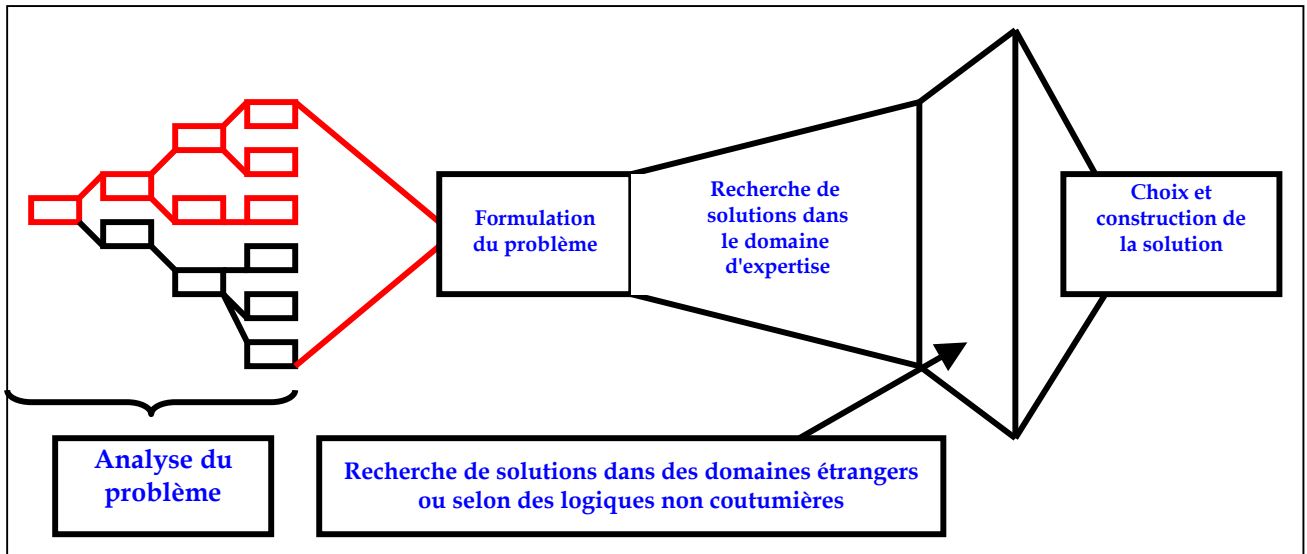 Formulation
du problème
Recherche de
solutions dans
le domaine
d'expertise
Choix et
construction de
la solution
Analyse du
problème
Recherche de solutions dans des domaines étrangers
ou selon des logiques non coutumières